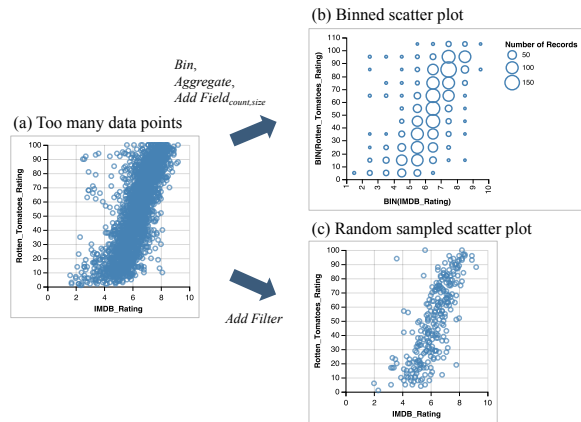 (b) Binned scatter plot
Bin,
Aggregate,
Add Field count,size
(a) Too many data points
Rotten_Tomatoes_Rating
100
90
80
70
60
50
40
30
20
10
0
0 2 4 6 8 10
IMDB_Rating
BIN(Rotten_Tomatoes_Rating)
110
100
90
80
70
60
50
40
30
20
10
0
1 2 3 4 5 6 7 8 9 10
BIN(IMDB_Rating)
Number of Records
50
100
150
(c) Random sampled scatter plot
Add Filter
Rotten_Tomatoes_Rating
100
90
80
70
60
50
40
30
20
10
0
0 2 4 6 8 10
IMDB_Rating